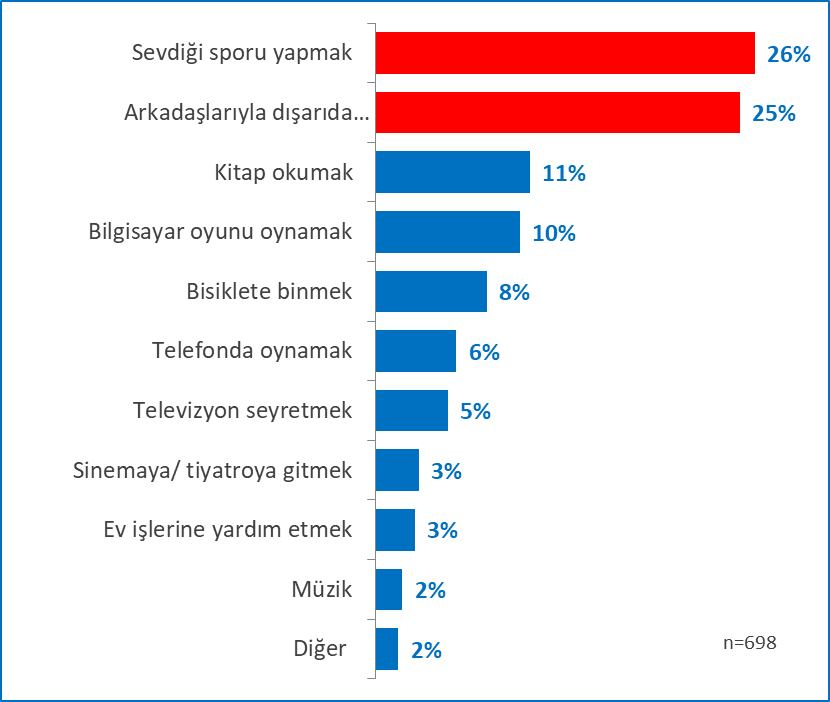 Sevdiği sporu yapmak 26%
Arkadaşlarıyla dışarıda... 25%
Kitap okumak 11%
Bilgisayar oyunu oynamak 10%
Bisiklete binmek 8%
Telefonda oynamak 6%
Televizyon seyretmek 5%
Sinemaya/ tiyatroya gitmek 3%
Ev işlerine yardım etmek 3%
Müzik 2%
Diğer 2%
n=698